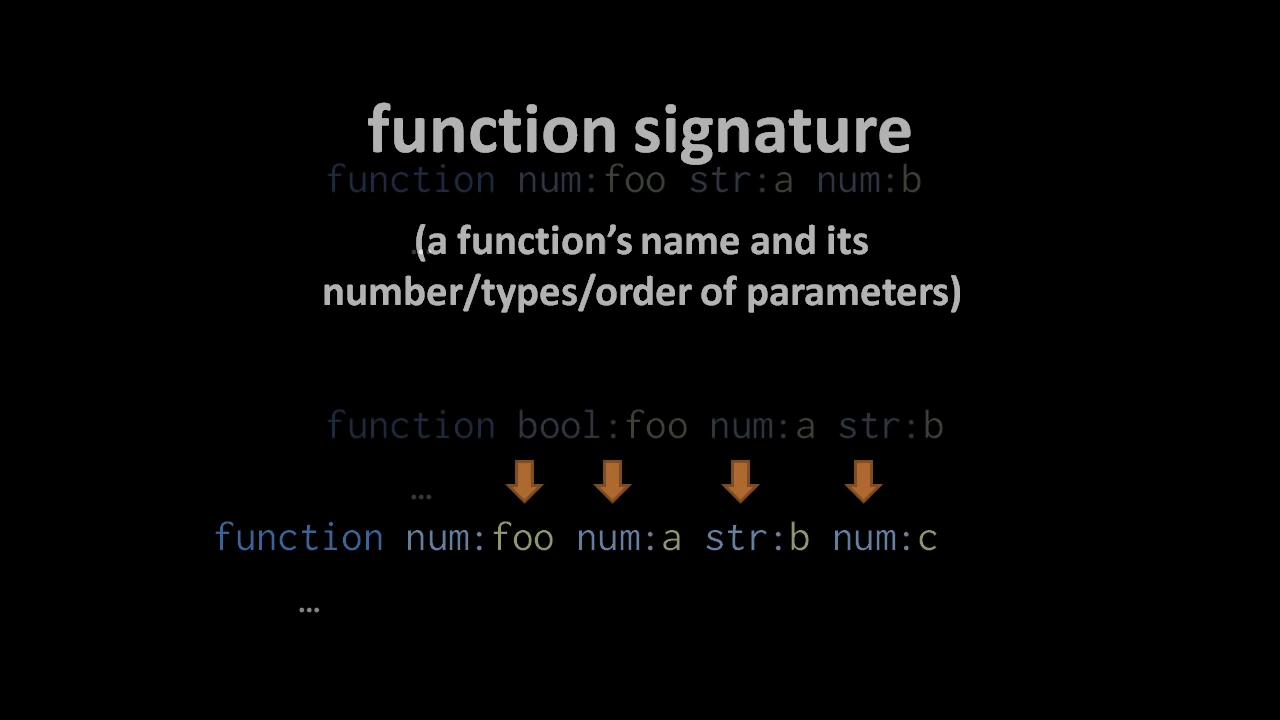 function signature
function num:foo str:a num:b
(a function’s name and its
number/types/order of parameters)
function bool:foo num:a str:b
…
function num:foo num:a str:b num:c
…